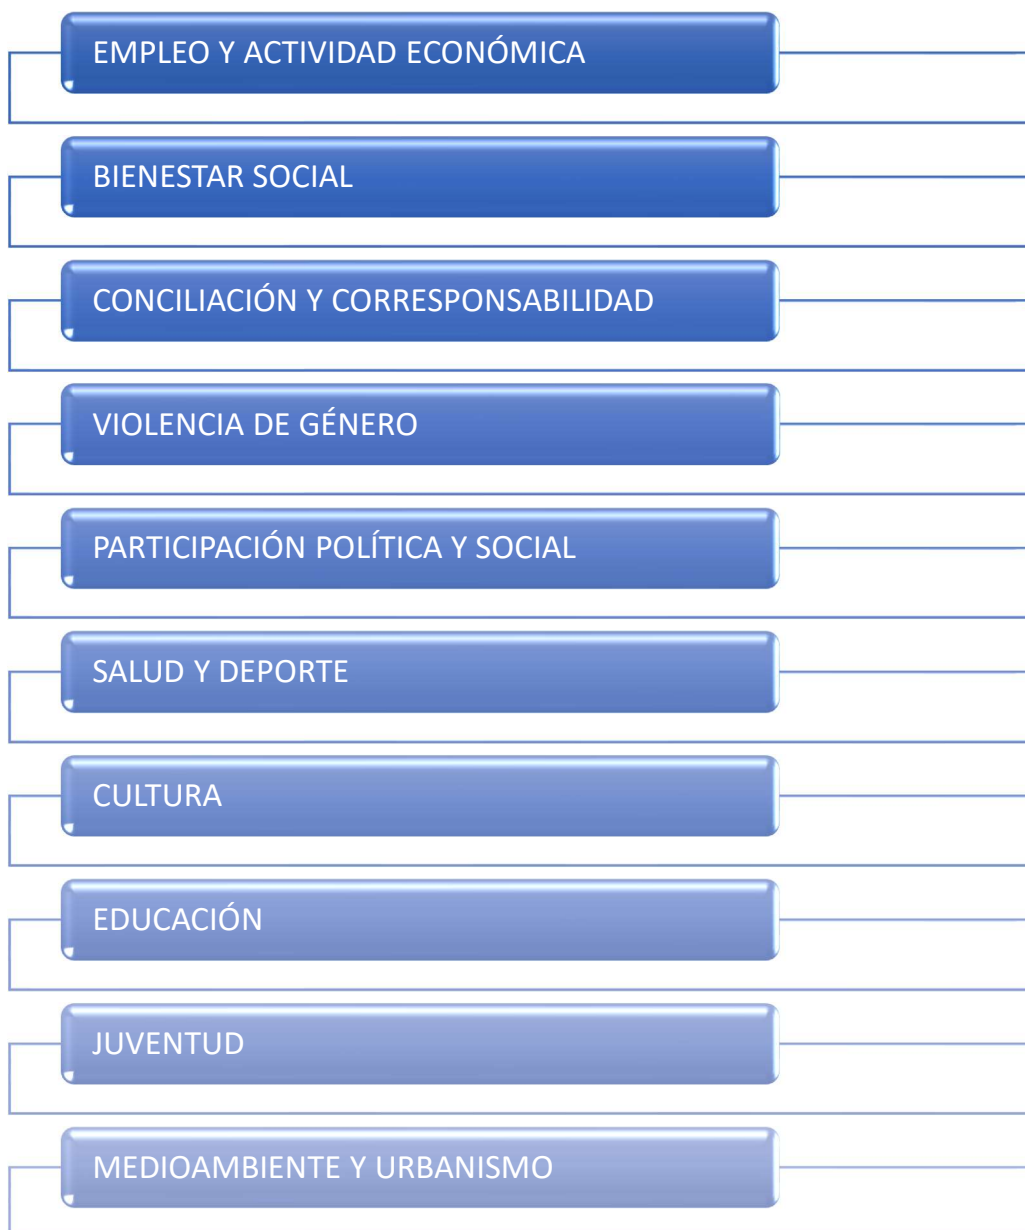 EMPLEO Y ACTIVIDAD ECONÓMICA
BIENESTAR SOCIAL
CONCILIACIÓN Y CORRESPONSABILIDAD
VIOLENCIA DE GÉNERO
PARTICIPACIÓN POLÍTICA Y SOCIAL
SALUD Y DEPORTE
CULTURA
EDUCACIÓN
JUVENTUD
MEDIOAMBIENTE Y URBANISMO